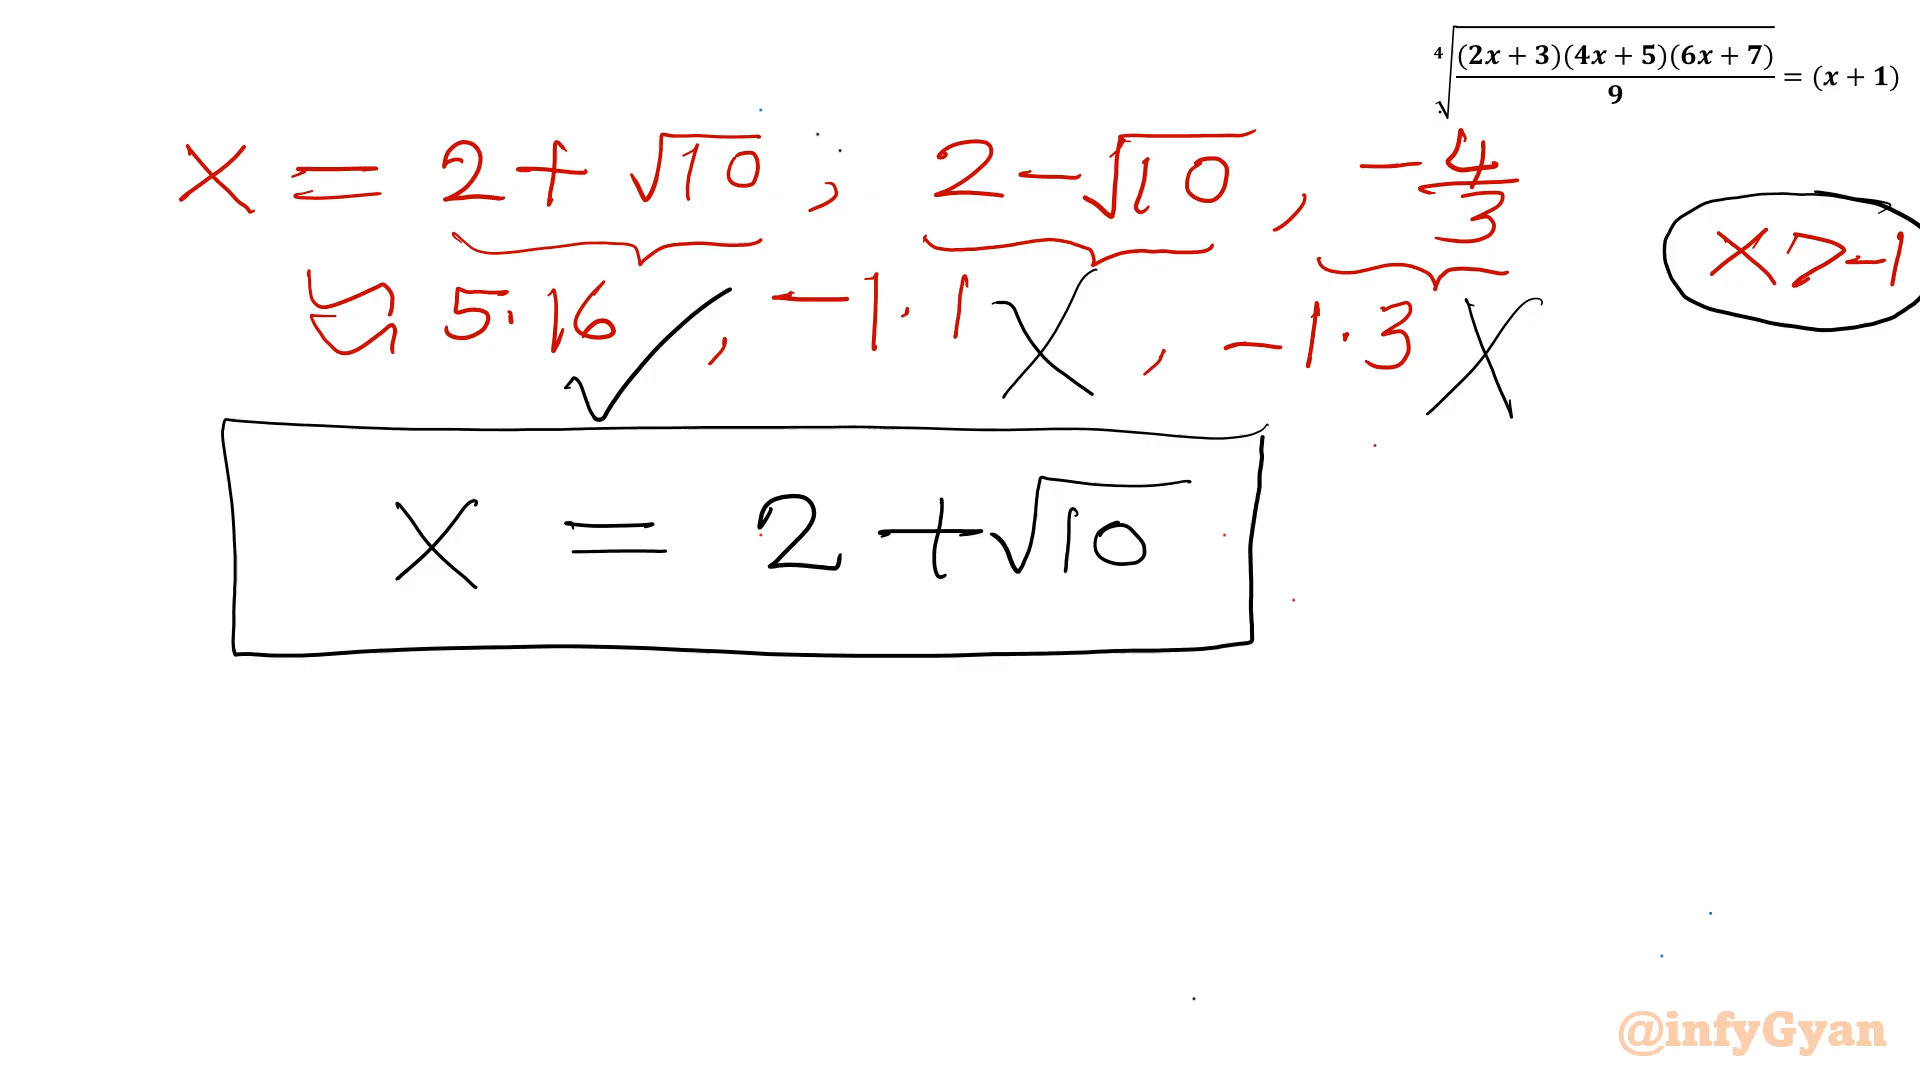 ⁴√((2x + 3)(4x + 5)(6x + 7)/9) = (x + 1)
x = 2 + √10 , 2 - √10 , - 4/3
≈ 5.16 ✓ , -1.1 X , -1.3 X
x > -1
x = 2 + √10
@infyGyan